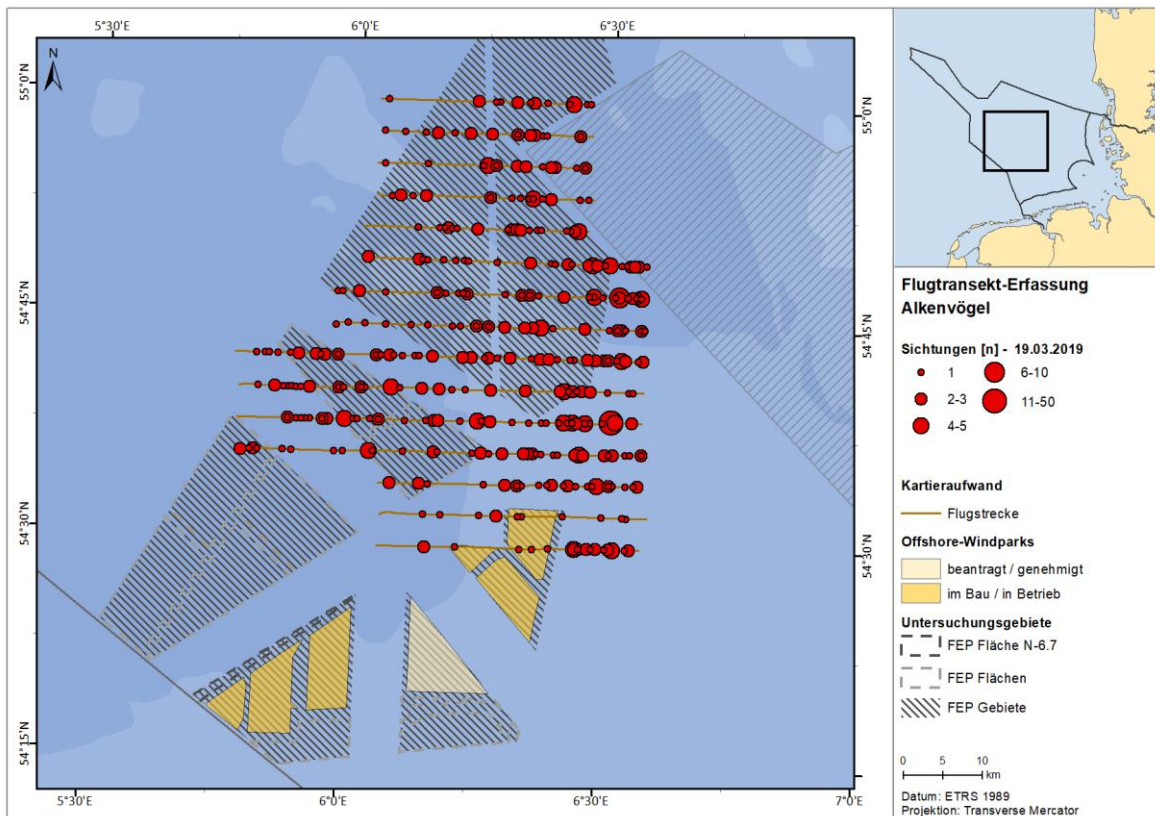 5°30'E
6°0'E
6°30'E
N
55°0'N
54°45'N
54°30'N
54°15'N
55°0'N
54°45'N
54°30'N
5°30'E
6°0'E
6°30'E
7°0'E
Flugtransekt-Erfassung
Alkenvögel
Sichtungen [n] - 19.03.2019
1
6-10
2-3
11-50
4-5
Kartieraufwand
Flugstrecke
Offshore-Windparks
beantragt / genehmigt
im Bau / in Betrieb
Untersuchungsgebiete
FEP Fläche N-6.7
FEP Flächen
FEP Gebiete
0 5 10
km
Datum: ETRS 1989
Projektion: Transverse Mercator